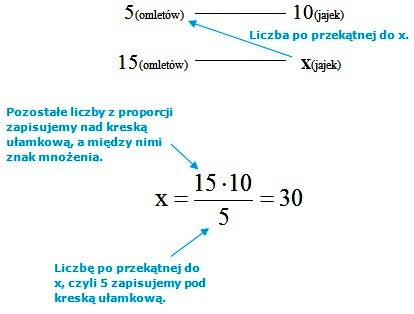 5(omletów) 10(jajek)
Liczba po przekątnej do x.
15(omletów) x(jajek)
Pozostałe liczby z proporcji
zapisujemy nad kreską
ułamkową, a między nimi
znak mnożenia.
x = 15 · 10 / 5 = 30
Liczbę po przekątnej do
x, czyli 5 zapisujemy pod
kreską ułamkową.